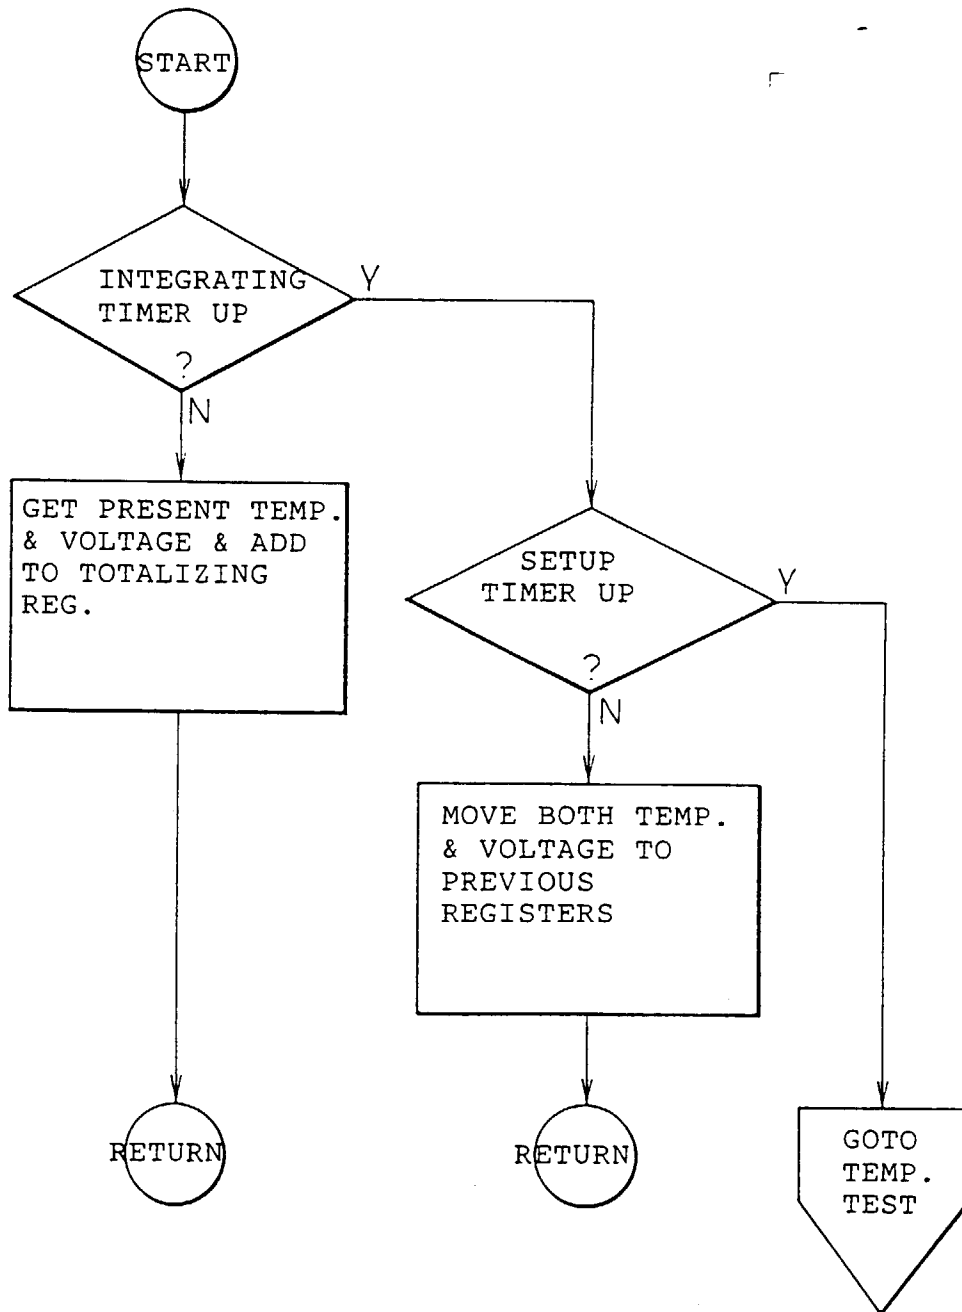 START
INTEGRATING
TIMER UP
?
Y
N
GET PRESENT TEMP.
& VOLTAGE & ADD
TO TOTALIZING
REG.
SETUP
TIMER UP
?
Y
N
MOVE BOTH TEMP.
& VOLTAGE TO
PREVIOUS
REGISTERS
RETURN
RETURN
GOTO
TEMP.
TEST